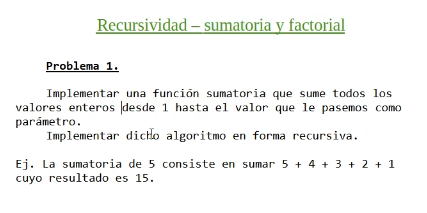 Recursividad – sumatoria y factorial
Problema 1.
Implementar una función sumatoria que sume todos los
valores enteros desde 1 hasta el valor que le pasemos como
parámetro.
Implementar dicho algoritmo en forma recursiva.
Ej. La sumatoria de 5 consiste en sumar 5 + 4 + 3 + 2 + 1
cuyo resultado es 15.